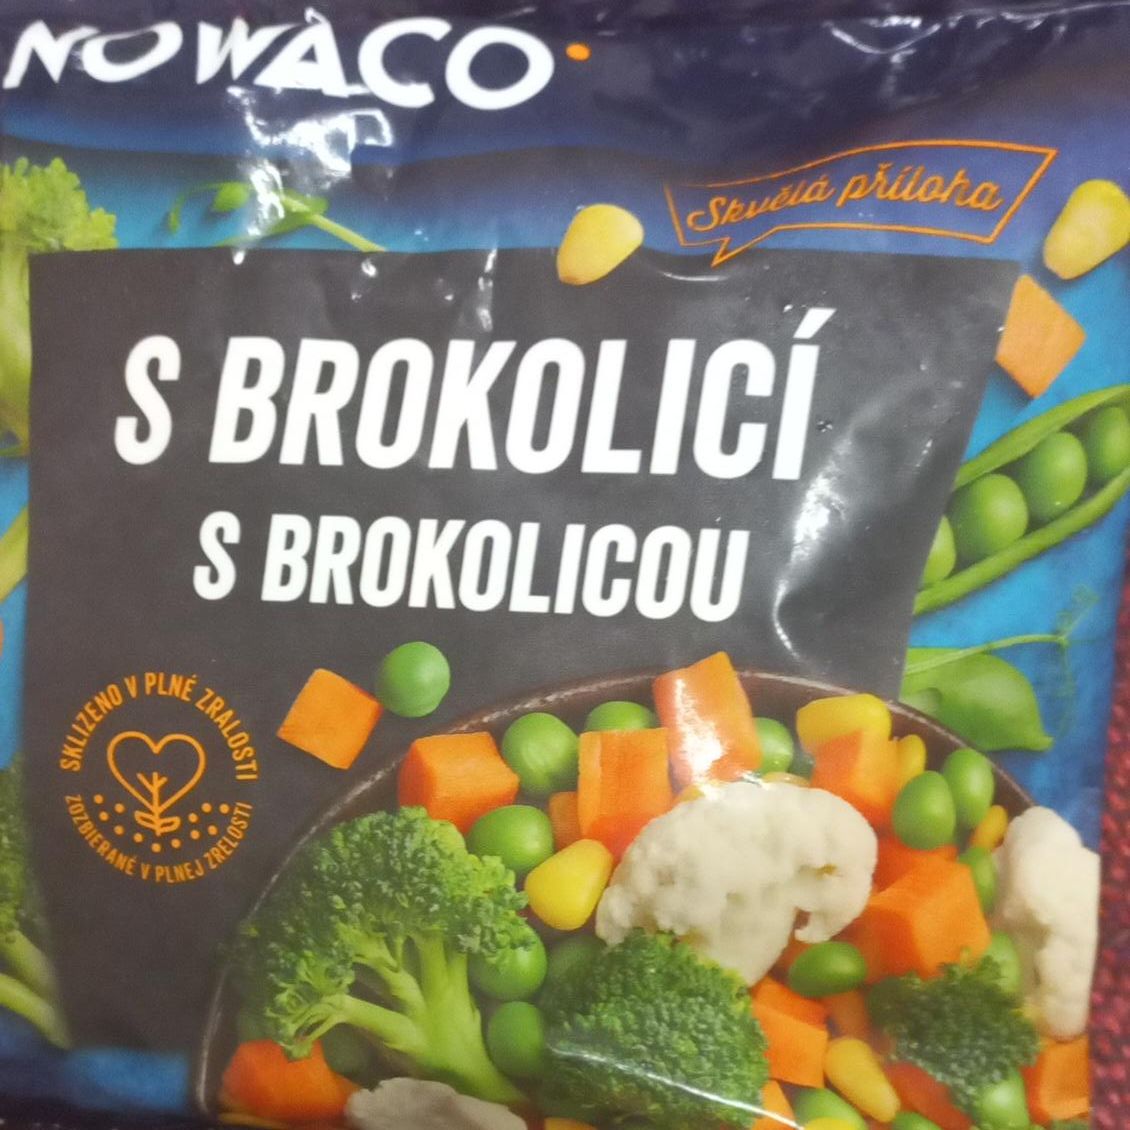 NOWACO
Skvělá příloha
S BROKOLICÍ
S BROKOLICOU
SKLIZENO V PLNÉ ZRALOSTI
ZOZBIERANÉ V PLNEJ ZRELOSTI